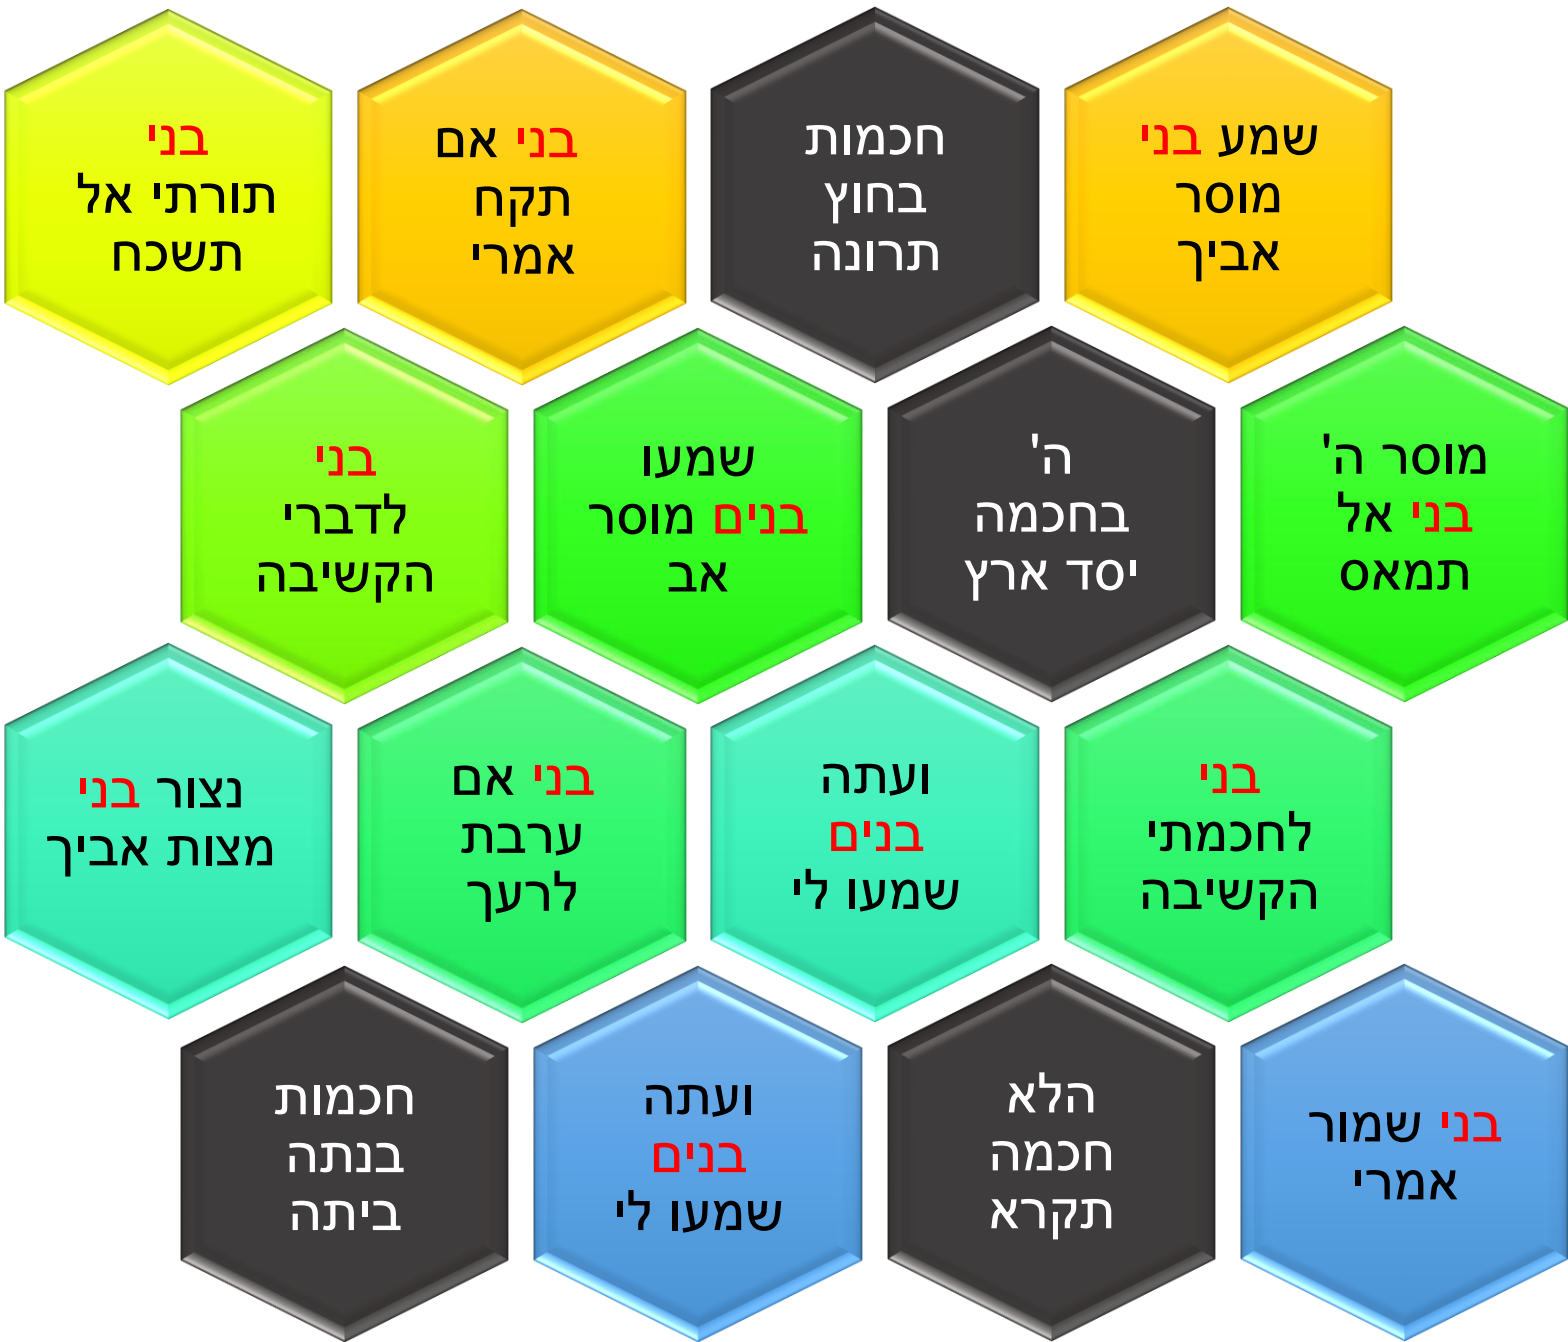 שמע בני
מוסר
אביך
חכמות
בחוץ
תרונה
בני אם
תקח
אמרי
בני
תורתי אל
תשכח
מוסר ה'
בני אל
תמאס
ה'
בחכמה
יסד ארץ
שמעו
בנים מוסר
אב
בני
לדברי
הקשיבה
בני
לחכמתי
הקשיבה
ועתה
בנים
שמעו לי
בני אם
ערבת
לרעך
נצור בני
מצות אביך
בני שמור
אמרי
הלא
חכמה
תקרא
ועתה
בנים
שמעו לי
חכמות
בנתה
ביתה